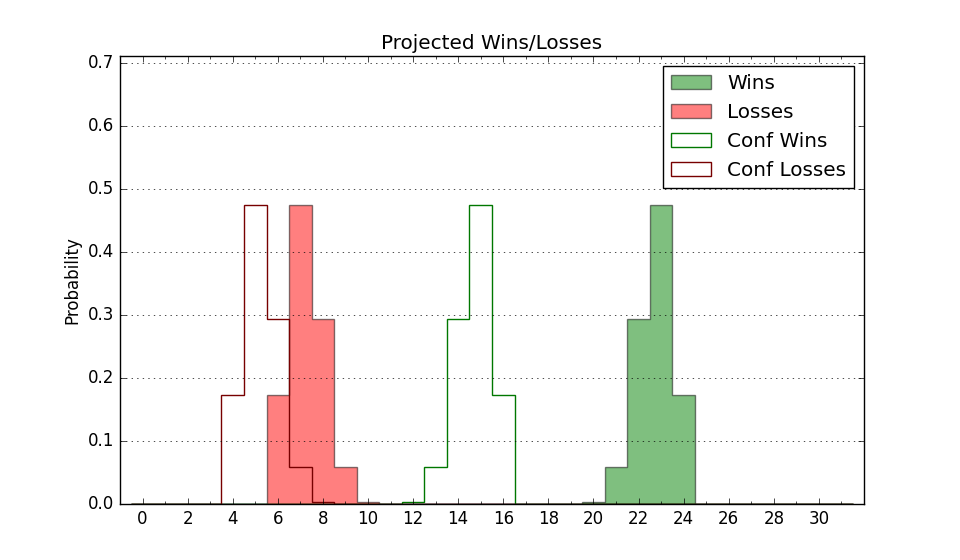 Projected Wins/Losses
Probability
0.7
0.6
0.5
0.4
0.3
0.2
0.1
0.0
Wins
Losses
Conf Wins
Conf Losses
0 2 4 6 8 10 12 14 16 18 20 22 24 26 28 30